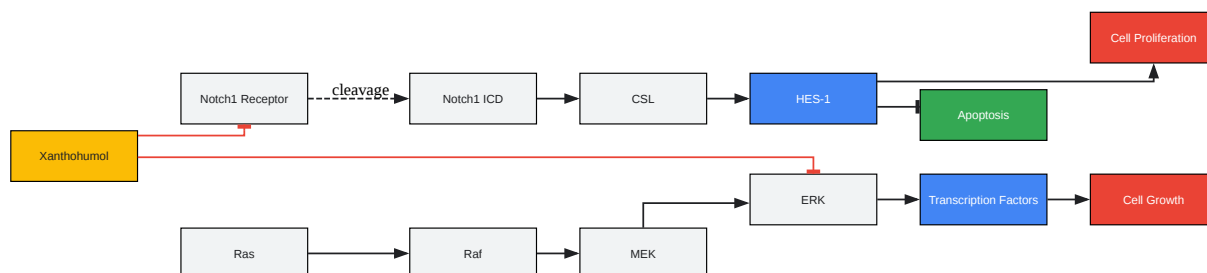 Cell Proliferation
cleavage
Notch1 Receptor
Notch1 ICD
CSL
HES-1
Apoptosis
Xanthohumol
ERK
Transcription Factors
Cell Growth
Ras
Raf
MEK